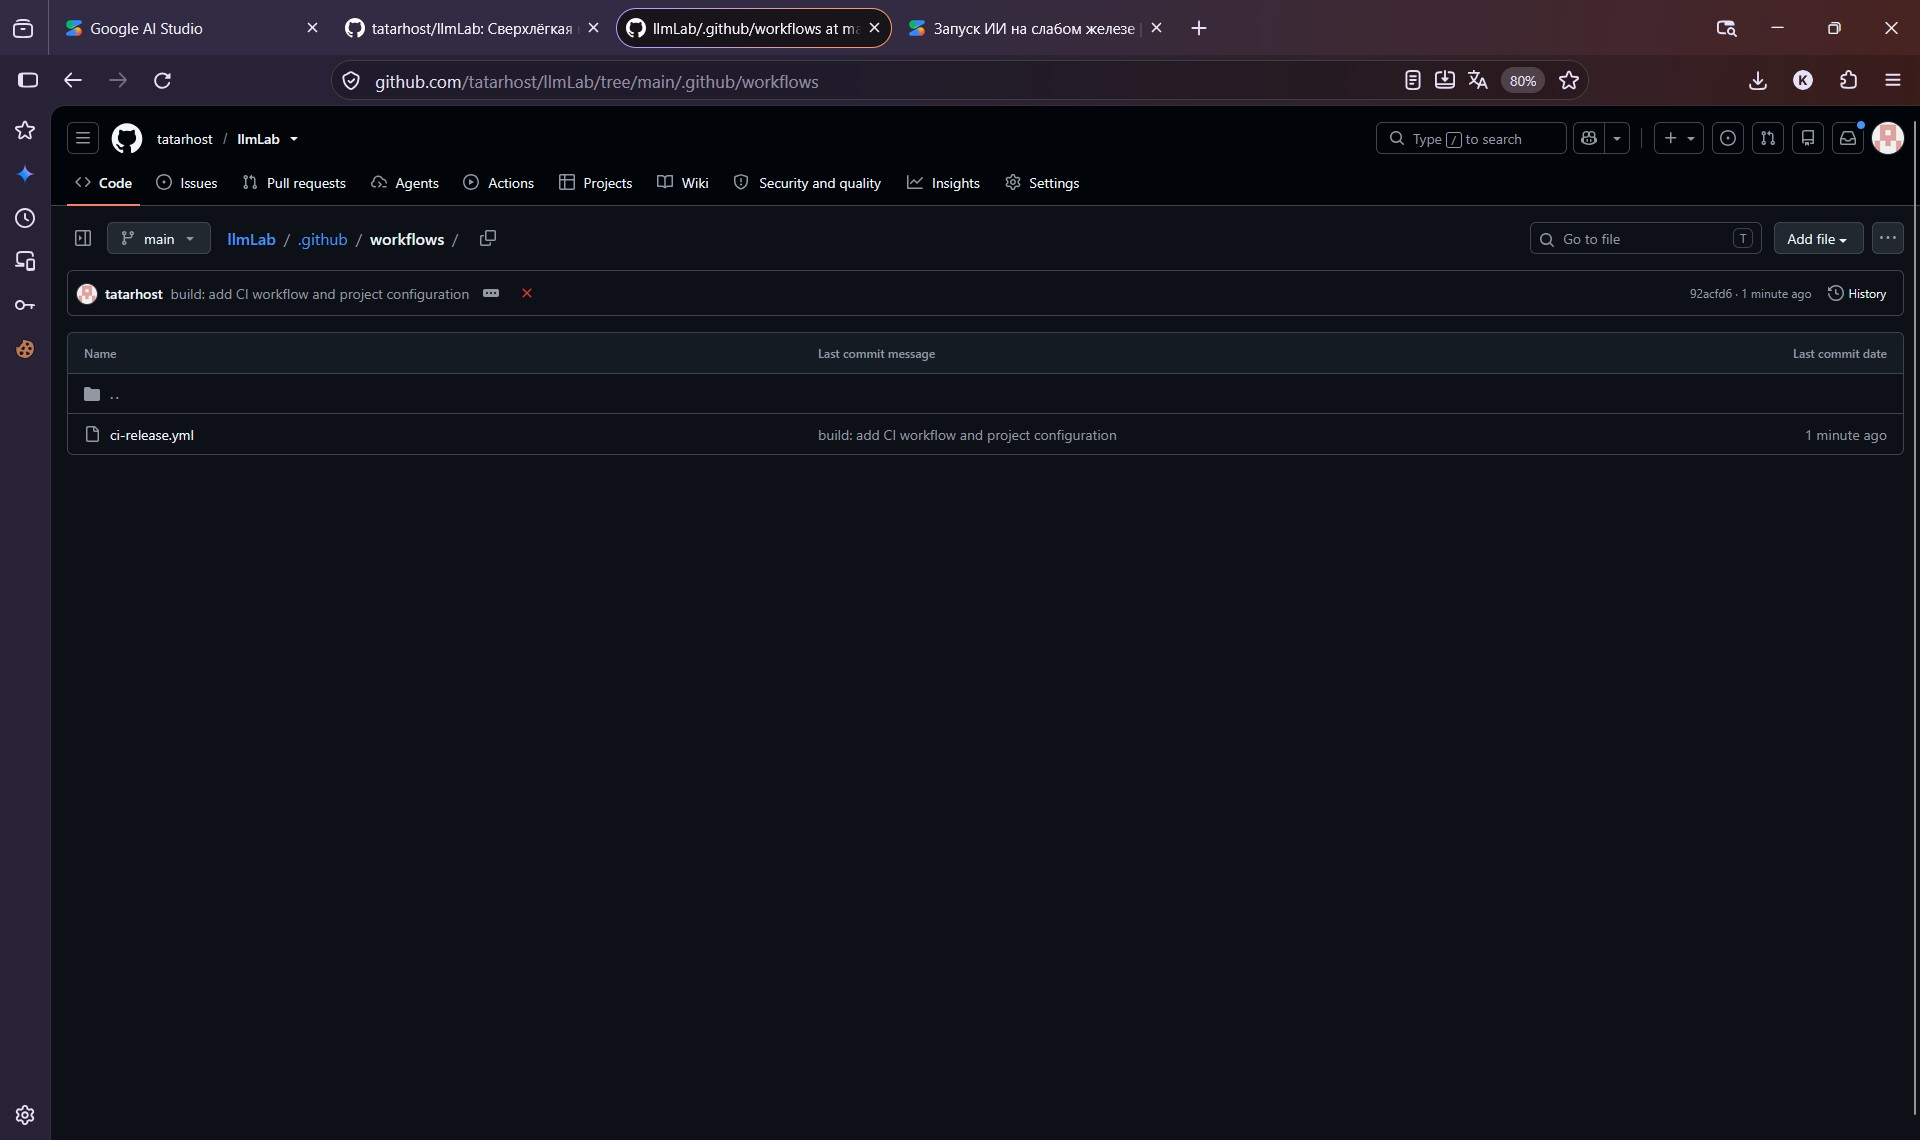 Google AI Studio
tatarhost/llmLab: Сверхлёгкая
llmLab/.github/workflows at ma
Запуск ИИ на слабом железе |
github.com/tatarhost/llmLab/tree/main/.github/workflows
80%
K
tatarhost / llmLab
Type / to search
Code
Issues
Pull requests
Agents
Actions
Projects
Wiki
Security and quality
Insights
Settings
main
llmLab / .github / workflows /
Go to file
T
Add file
tatarhost build: add CI workflow and project configuration
92acfd6 · 1 minute ago
History
Name
Last commit message
Last commit date
..
ci-release.yml
build: add CI workflow and project configuration
1 minute ago